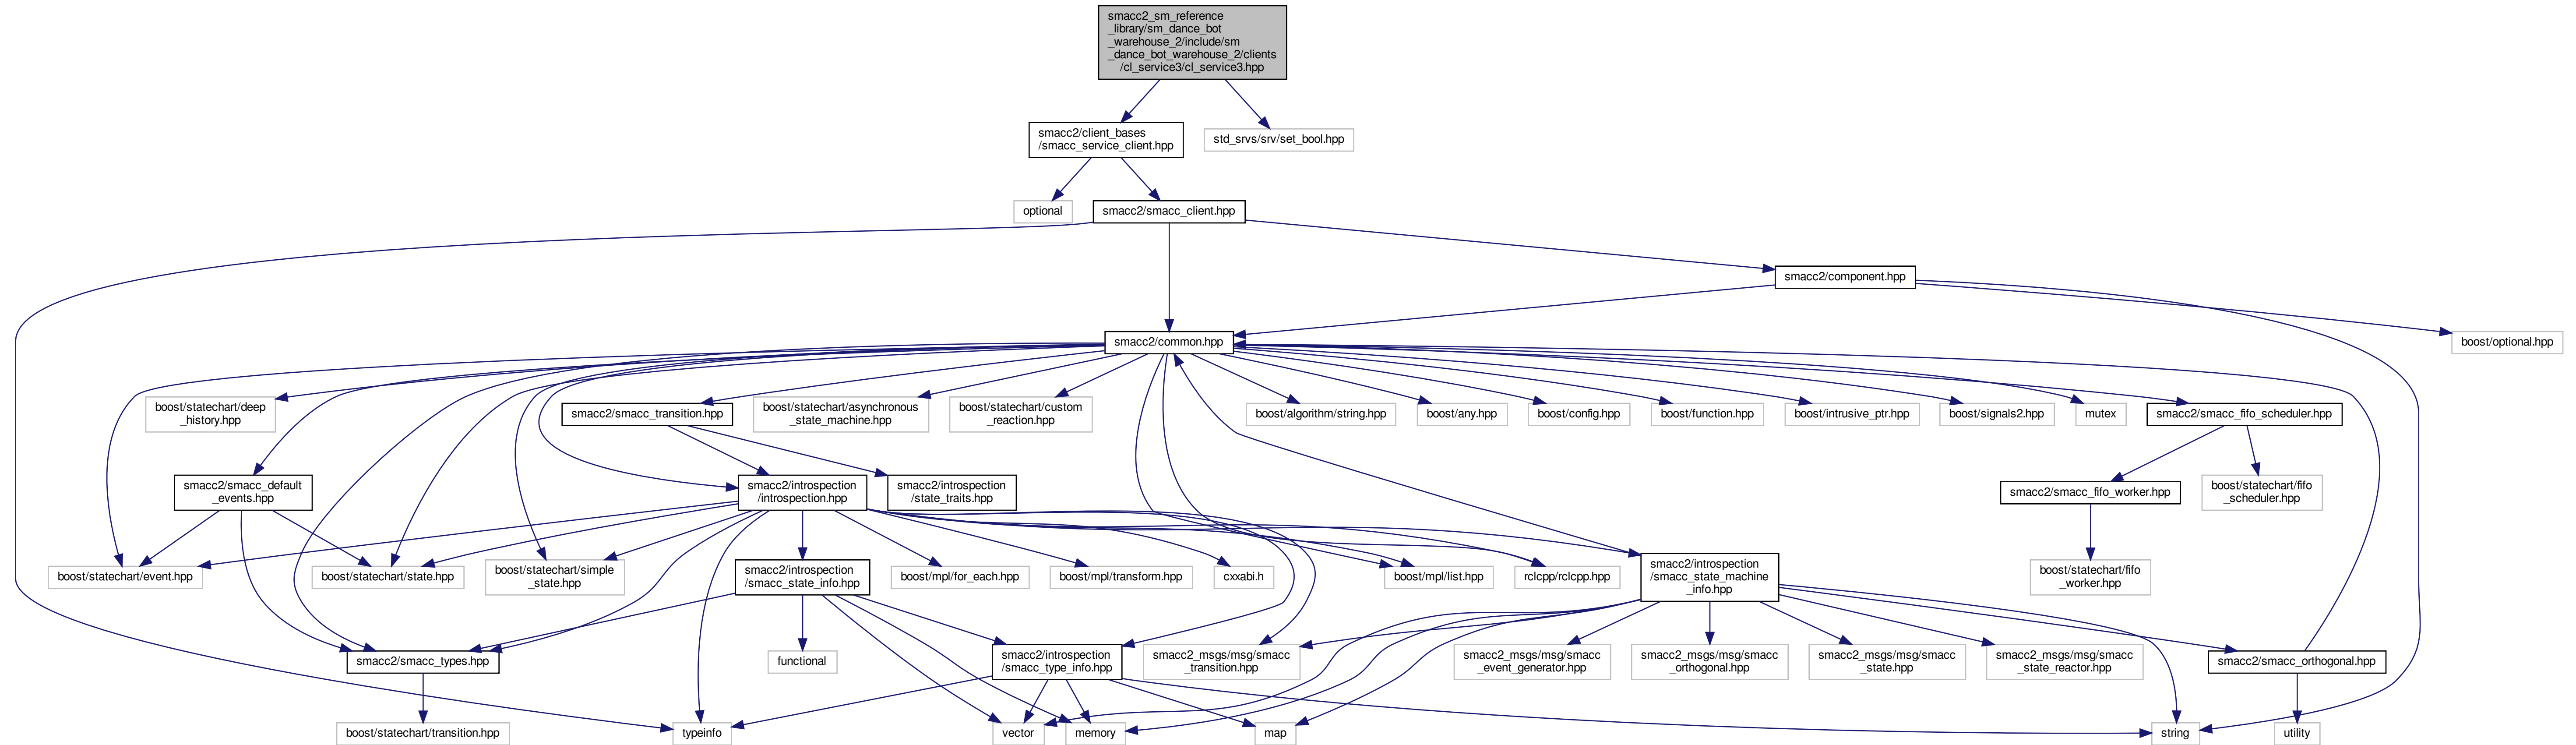 smacc2_sm_reference
_library/sm_dance_bot
_warehouse_2/include/sm
_dance_bot_warehouse_2/clients
/cl_service3/cl_service3.hpp
smacc2/client_bases
/smacc_service_client.hpp
std_srvs/srv/set_bool.hpp
optional
smacc2/smacc_client.hpp
smacc2/component.hpp
smacc2/common.hpp
boost/optional.hpp
boost/statechart/deep
_history.hpp
smacc2/smacc_transition.hpp
boost/statechart/asynchronous
_state_machine.hpp
boost/statechart/custom
_reaction.hpp
boost/algorithm/string.hpp
boost/any.hpp
boost/config.hpp
boost/function.hpp
boost/intrusive_ptr.hpp
boost/signals2.hpp
mutex
smacc2/smacc_fifo_scheduler.hpp
smacc2/smacc_default
_events.hpp
smacc2/introspection
/introspection.hpp
smacc2/introspection
/state_traits.hpp
smacc2/smacc_fifo_worker.hpp
boost/statechart/fifo
_scheduler.hpp
boost/statechart/event.hpp
boost/statechart/state.hpp
boost/statechart/simple
_state.hpp
smacc2/introspection
/smacc_state_info.hpp
boost/mpl/for_each.hpp
boost/mpl/transform.hpp
cxxabi.h
boost/mpl/list.hpp
rclcpp/rclcpp.hpp
smacc2/introspection
/smacc_state_machine
_info.hpp
boost/statechart/fifo
_worker.hpp
smacc2/smacc_types.hpp
functional
smacc2/introspection
/smacc_type_info.hpp
smacc2_msgs/msg/smacc
_transition.hpp
smacc2_msgs/msg/smacc
_event_generator.hpp
smacc2_msgs/msg/smacc
_orthogonal.hpp
smacc2_msgs/msg/smacc
_state.hpp
smacc2_msgs/msg/smacc
_state_reactor.hpp
smacc2/smacc_orthogonal.hpp
boost/statechart/transition.hpp
typeinfo
vector
memory
map
string
utility